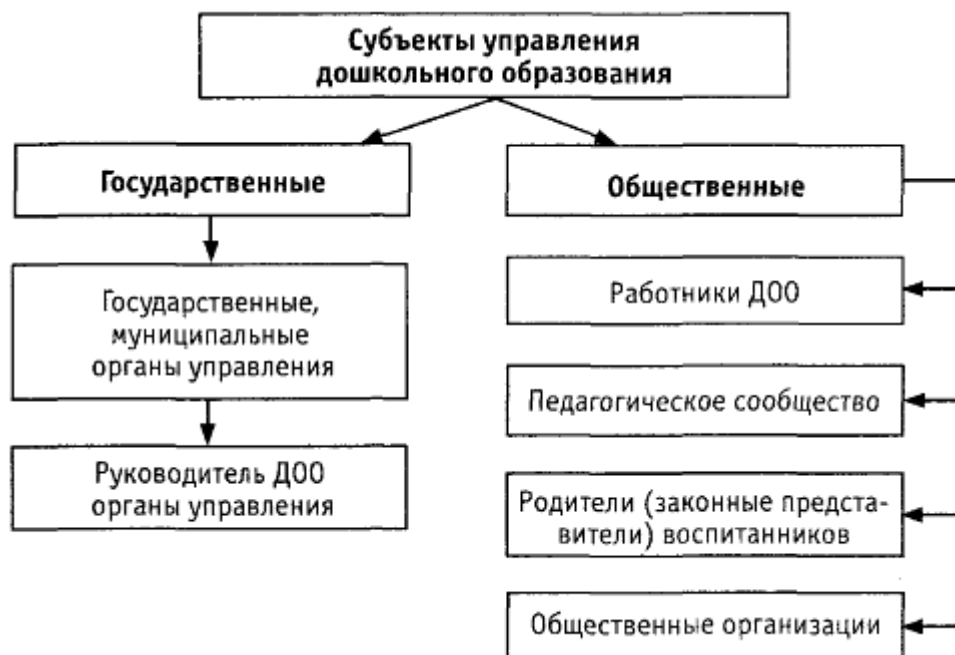 Субъекты управления
дошкольного образования
Государственные
Общественные
Государственные,
муниципальные
органы управления
Руководитель ДОО
органы управления
Работники ДОО
Педагогическое сообщество
Родители (законные предста-
вители) воспитанников
Общественные организации